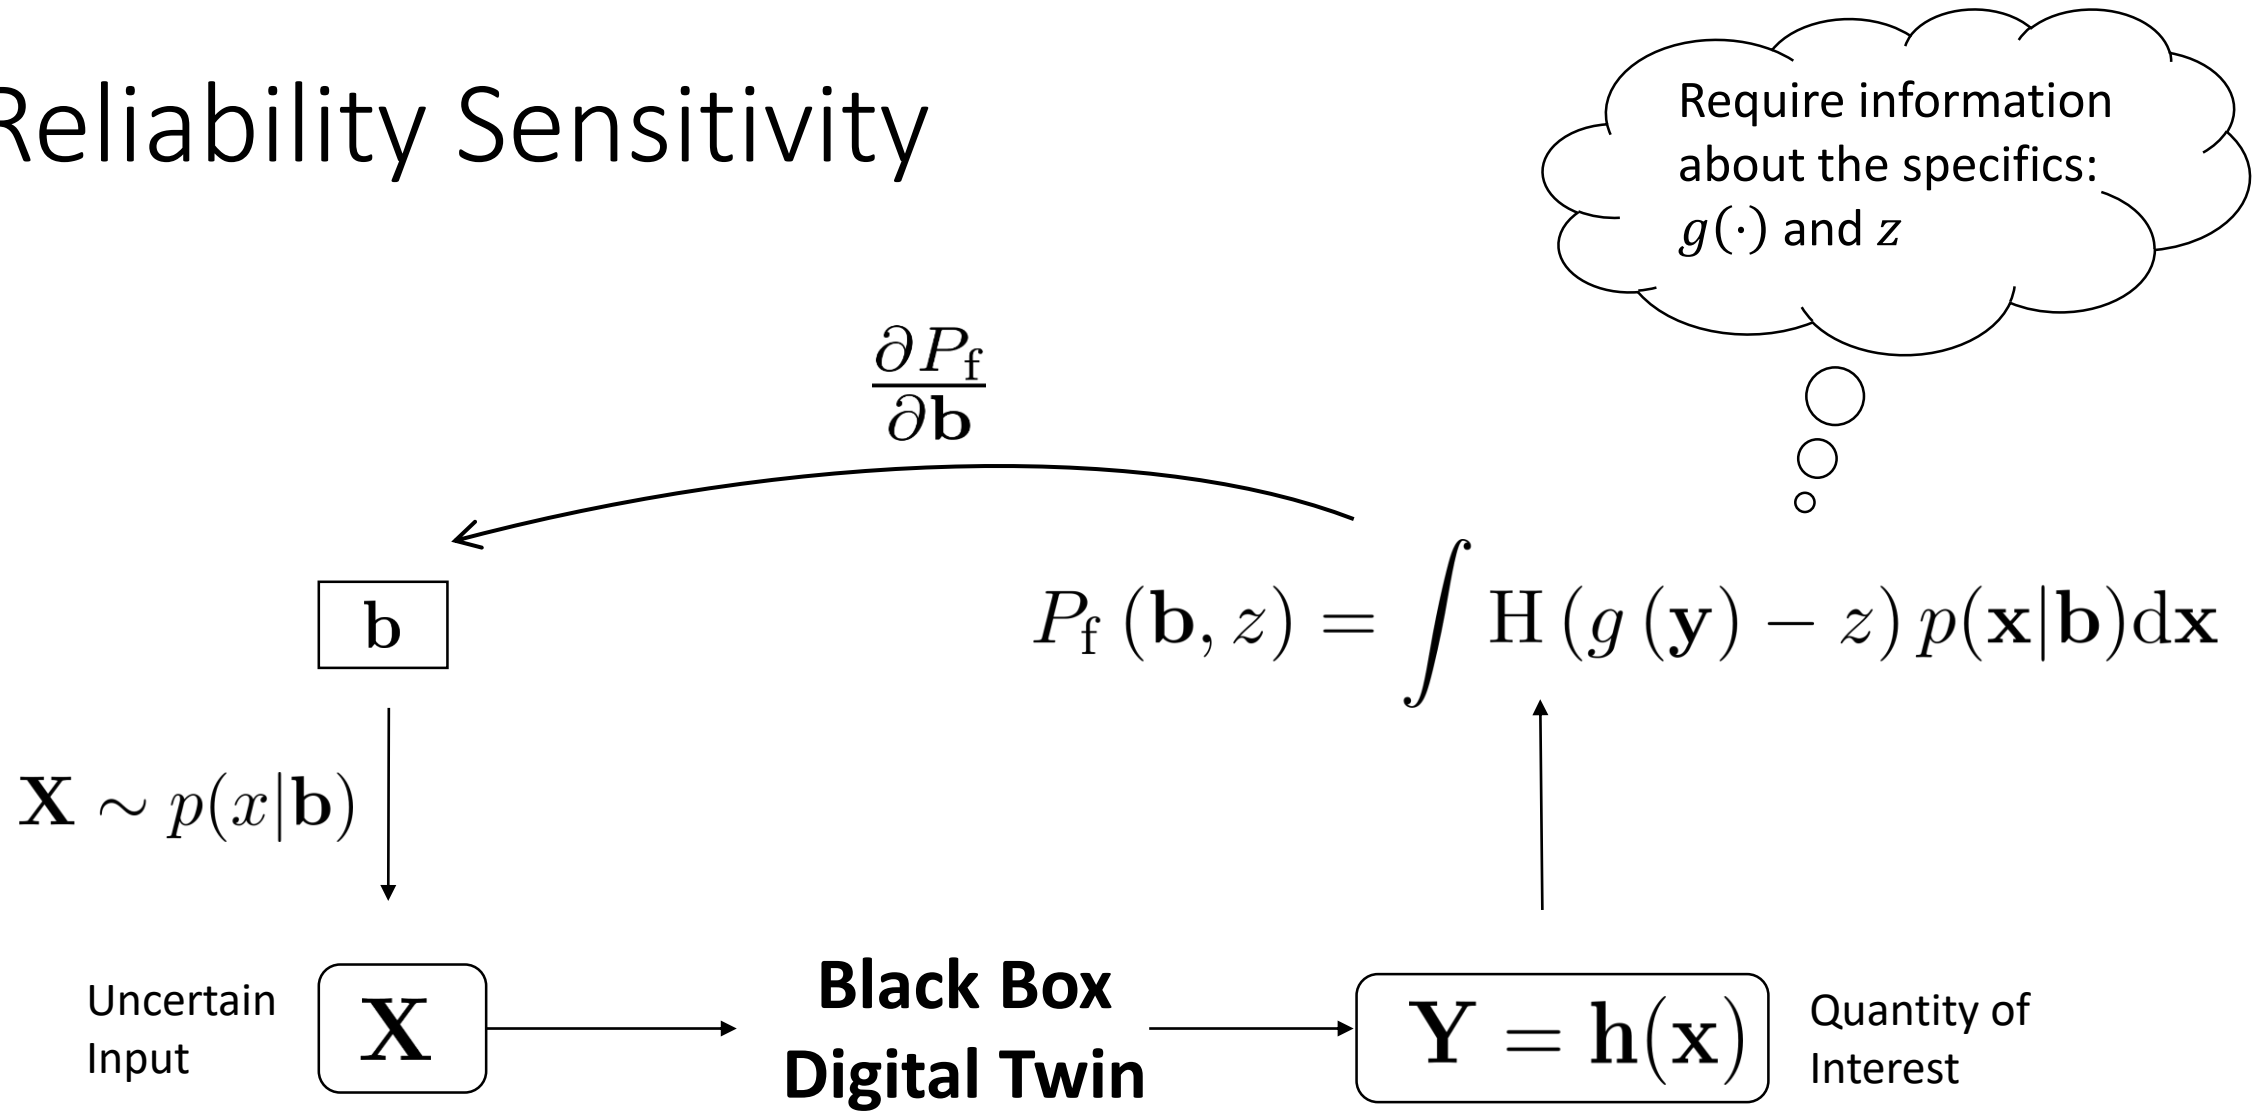 Reliability Sensitivity
Require information
about the specifics:
g(·) and z
∂P_f
∂𝐛
𝐛
P_f (𝐛, z) = ∫ H (g (𝐲) − z) p(𝐱|𝐛)d𝐱
𝐗 ∼ p(x|𝐛)
Uncertain
Input
𝐗
Black Box
Digital Twin
𝐘 = 𝐡(𝐱)
Quantity of
Interest